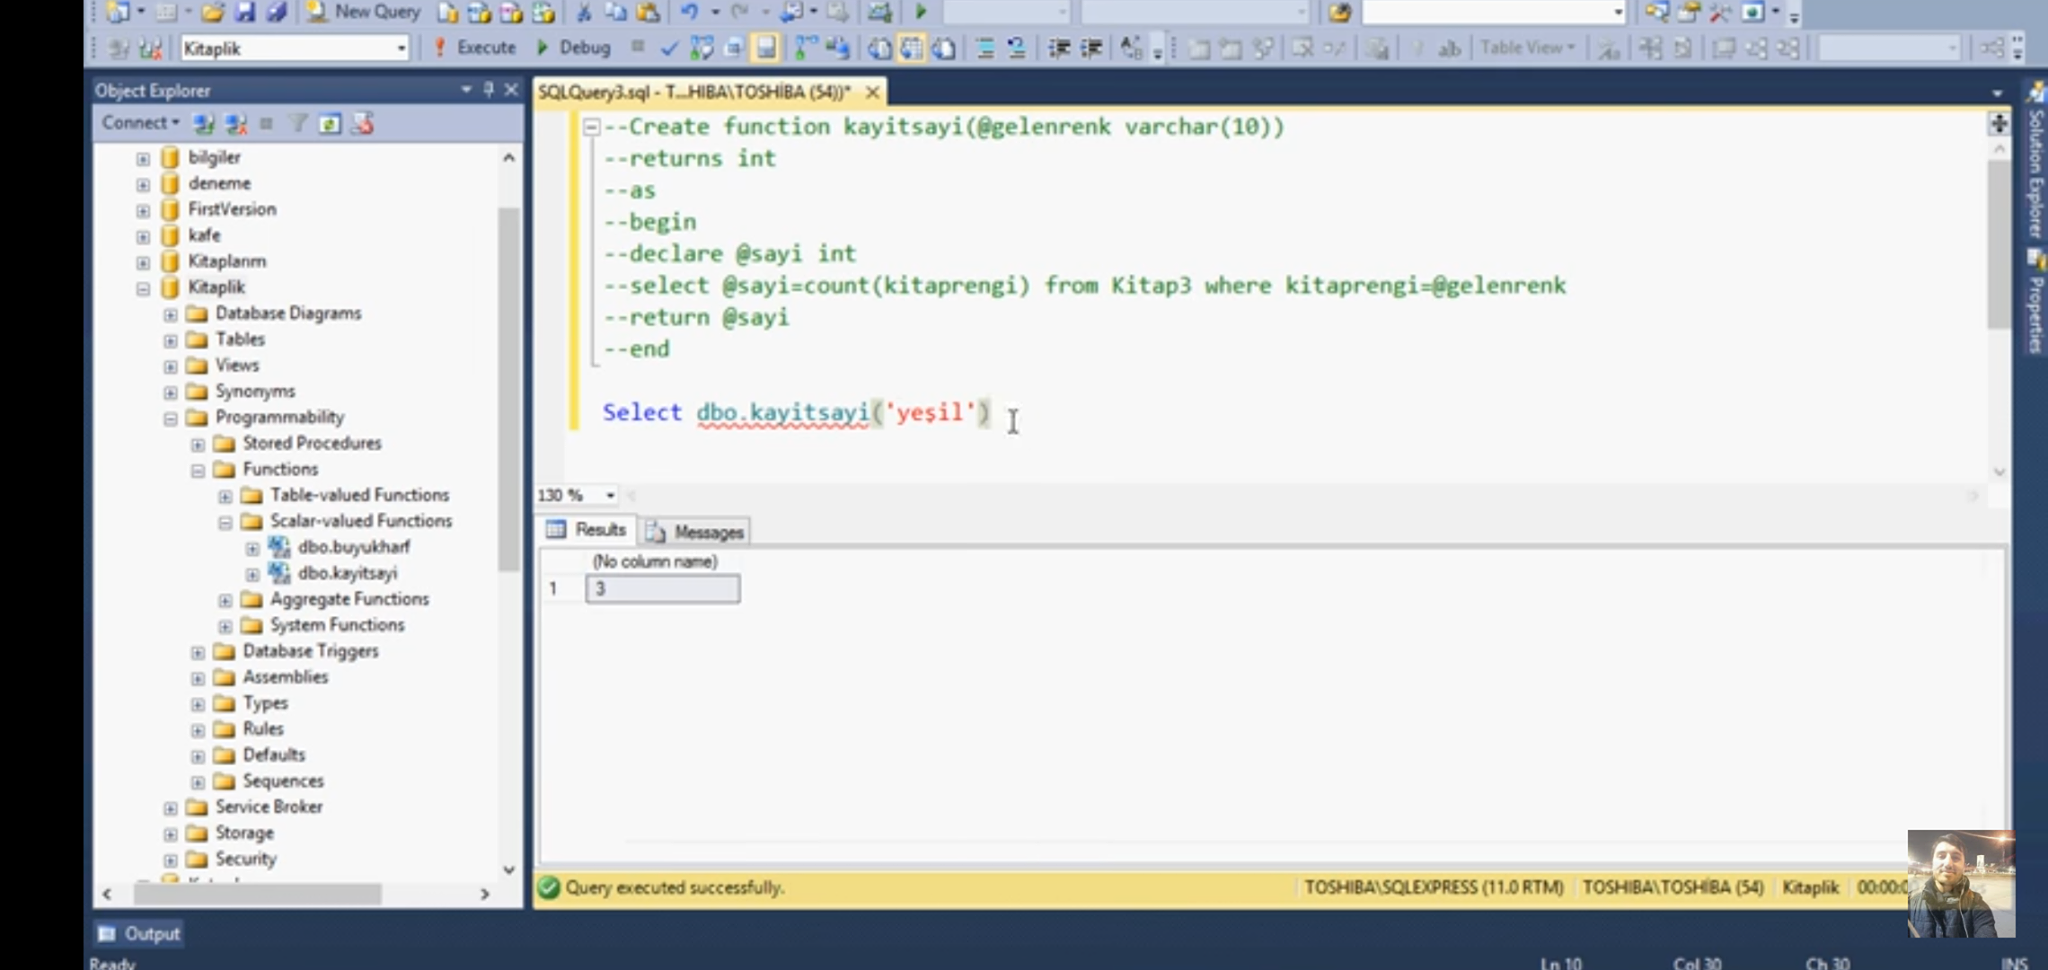 New Query
Kitaplik
Execute
Debug
Table View
Object Explorer
Connect
bilgiler
deneme
FirstVersion
kafe
Kitaplarım
Kitaplik
Database Diagrams
Tables
Views
Synonyms
Programmability
Stored Procedures
Functions
Table-valued Functions
Scalar-valued Functions
dbo.buyukharf
dbo.kayitsayi
Aggregate Functions
System Functions
Database Triggers
Assemblies
Types
Rules
Defaults
Sequences
Service Broker
Storage
Security
SQLQuery3.sql - T...HIBA\TOSHİBA (54))*
--Create function kayitsayi(@gelenrenk varchar(10))
--returns int
--as
--begin
--declare @sayi int
--select @sayi=count(kitaprengi) from Kitap3 where kitaprengi=@gelenrenk
--return @sayi
--end
Select dbo.kayitsayi('yeşil')
130 %
Results
Messages
(No column name)
1 3
Query executed successfully.
TOSHIBA\SQLEXPRESS (11.0 RTM)
TOSHIBA\TOSHİBA (54)
Kitaplik
00:00:0
Solution Explorer
Properties
Output
Ready
Ln 10
Col 30
Ch 30
INS